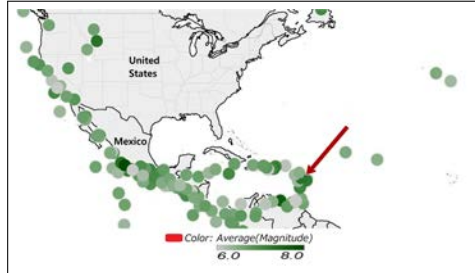 United
States
Mexico
Color: Average(Magnitude)
6.0 8.0